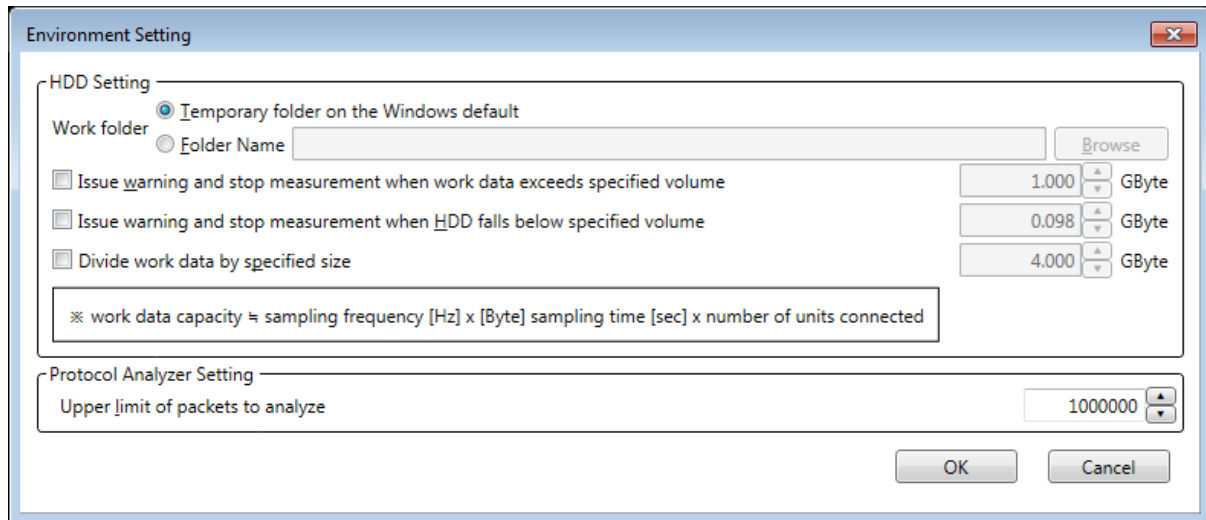 Environment Setting
HDD Setting
Work folder
Temporary folder on the Windows default
Folder Name
Browse
Issue warning and stop measurement when work data exceeds specified volume 1.000 GByte
Issue warning and stop measurement when HDD falls below specified volume 0.098 GByte
Divide work data by specified size 4.000 GByte
※ work data capacity ≒ sampling frequency [Hz] x [Byte] sampling time [sec] x number of units connected
Protocol Analyzer Setting
Upper limit of packets to analyze 1000000
OK Cancel